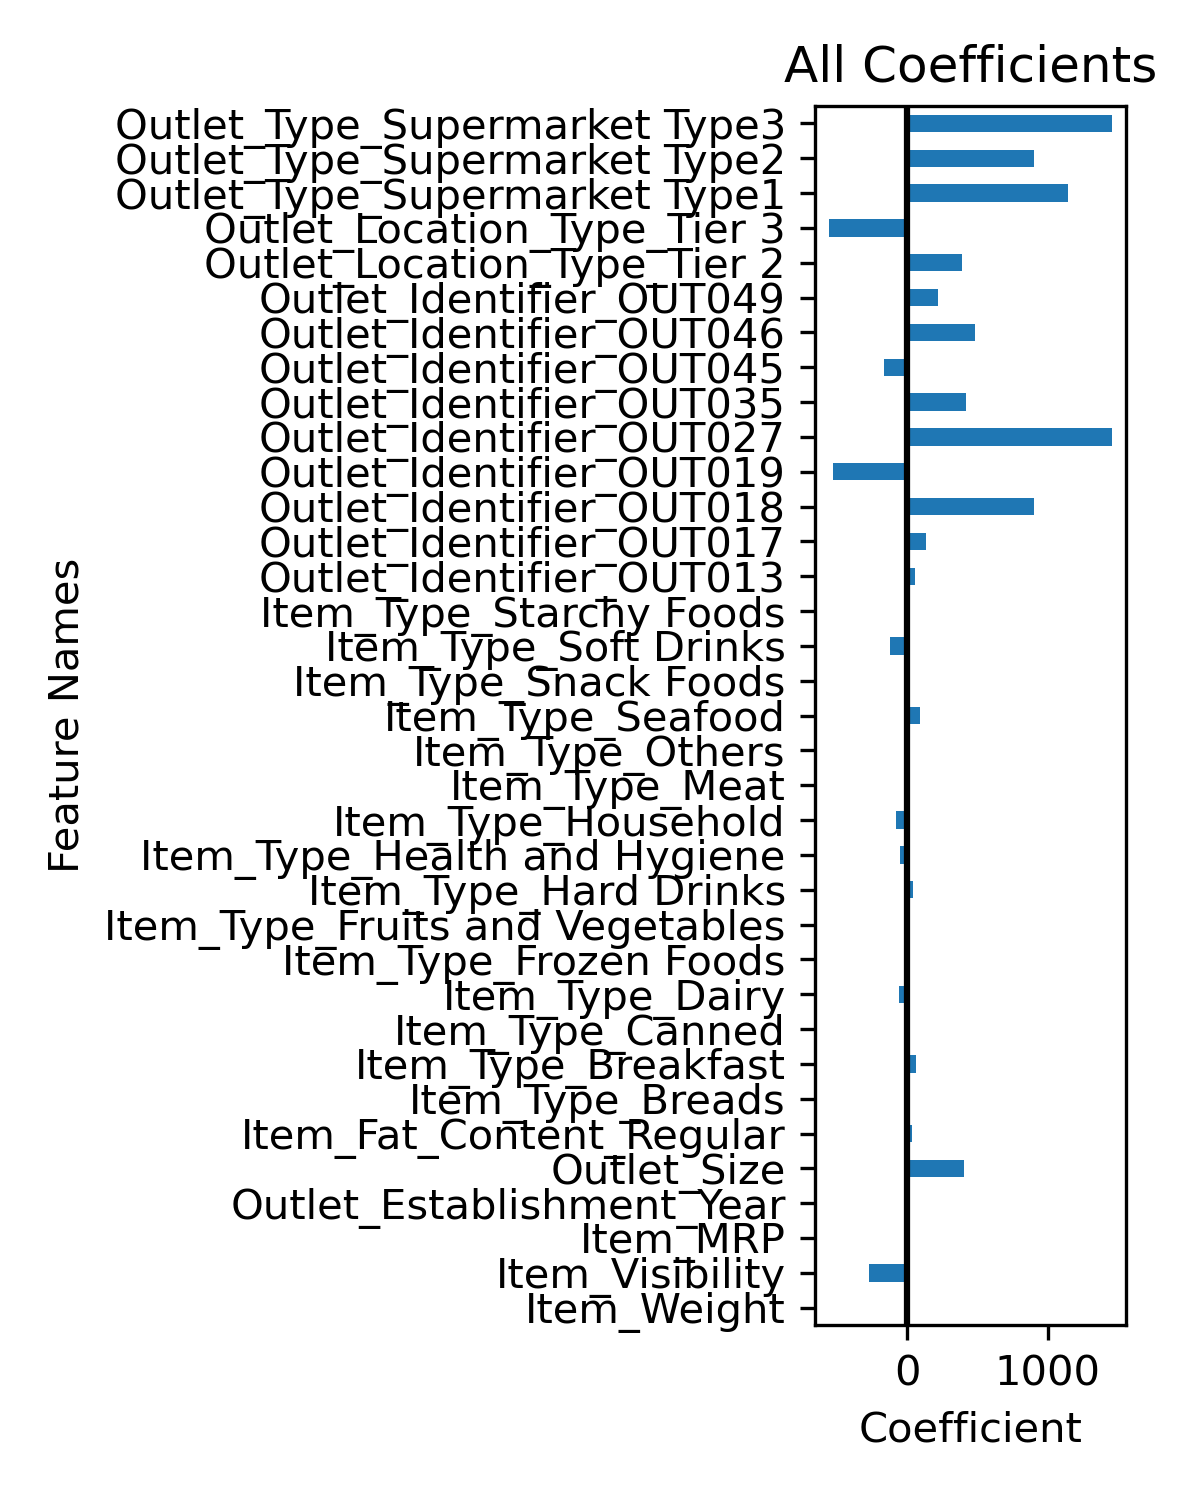 All Coefficients
Outlet_Type_Supermarket Type3
Outlet_Type_Supermarket Type2
Outlet_Type_Supermarket Type1
Outlet_Location_Type_Tier 3
Outlet_Location_Type_Tier 2
Outlet_Identifier_OUT049
Outlet_Identifier_OUT046
Outlet_Identifier_OUT045
Outlet_Identifier_OUT035
Outlet_Identifier_OUT027
Outlet_Identifier_OUT019
Outlet_Identifier_OUT018
Outlet_Identifier_OUT017
Outlet_Identifier_OUT013
Item_Type_Starchy Foods
Item_Type_Soft Drinks
Item_Type_Snack Foods
Item_Type_Seafood
Item_Type_Others
Item_Type_Meat
Item_Type_Household
Item_Type_Health and Hygiene
Item_Type_Hard Drinks
Item_Type_Fruits and Vegetables
Item_Type_Frozen Foods
Item_Type_Dairy
Item_Type_Canned
Item_Type_Breakfast
Item_Type_Breads
Item_Fat_Content_Regular
Outlet_Size
Outlet_Establishment_Year
Item_MRP
Item_Visibility
Item_Weight
Feature Names
0 1000
Coefficient